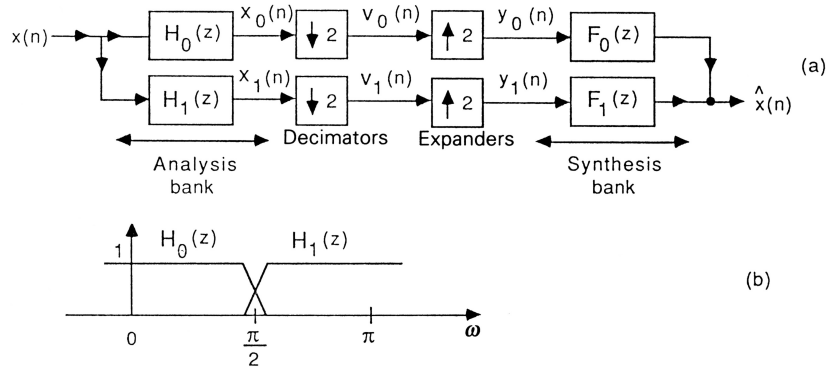 x(n) H₀(z) x₀(n) ↓ 2 v₀(n) ↑ 2 y₀(n) F₀(z)
(a)
H₁(z) x₁(n) ↓ 2 v₁(n) ↑ 2 y₁(n) F₁(z) x̂(n)
Decimators Expanders
Analysis bank
Synthesis bank
H₀(z) H₁(z)
1
(b)
0 π/2 π ω